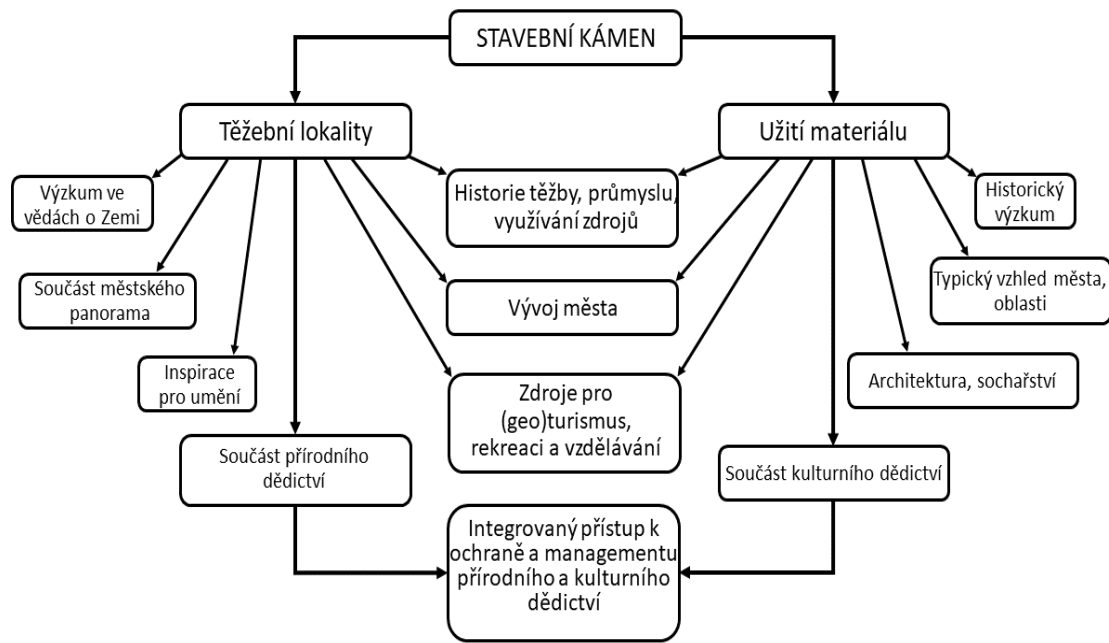 STAVEBNÍ KÁMEN
Těžební lokality
Užití materiálu
Výzkum ve
vědách o Zemi
Historie těžby, průmyslu,
využívání zdrojů
Historický
výzkum
Součást městského
panorama
Vývoj města
Typický vzhled města,
oblasti
Inspirace
pro umění
Zdroje pro
(geo)turismus,
rekreaci a vzdělávání
Architektura, sochařství
Součást přírodního
dědictví
Součást kulturního dědictví
Integrovaný přístup k
ochraně a managementu
přírodního a kulturního
dědictví